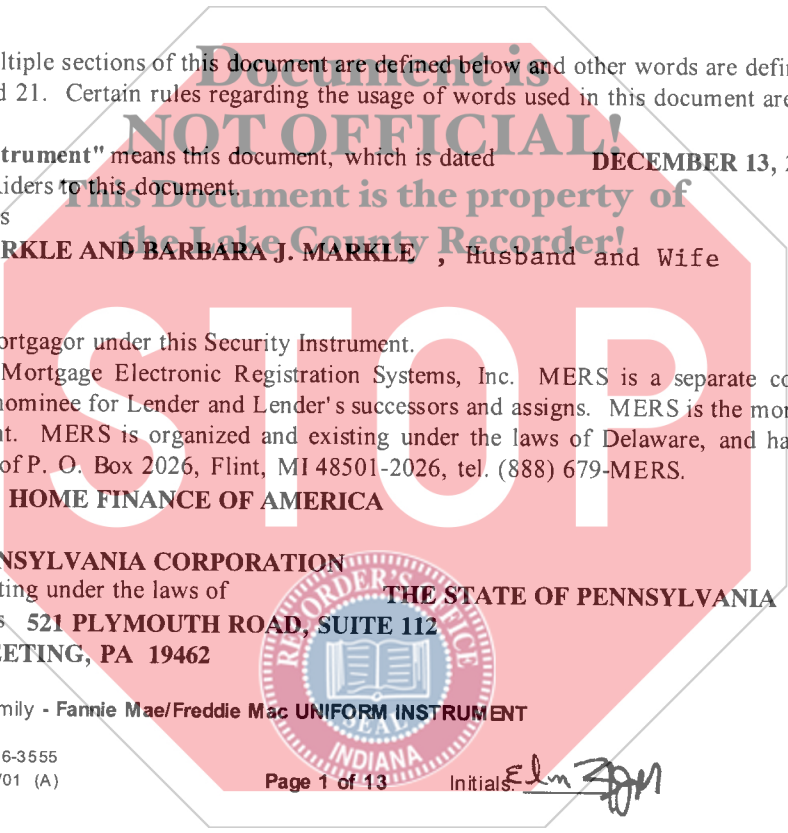 Document is
ltiple sections of this document are defined below and other words are defin
d 21. Certain rules regarding the usage of words used in this document are
NOT OFFICIAL!
trument" means this document, which is dated DECEMBER 13, 2
Riders to this document.
This Document is the property of
s
the Lake County Recorder!
RKLE AND BARBARA J. MARKLE , Husband and Wife
STOP
ortgagor under this Security Instrument.
Mortgage Electronic Registration Systems, Inc. MERS is a separate co
nominee for Lender and Lender's successors and assigns. MERS is the mor
nt. MERS is organized and existing under the laws of Delaware, and ha
of P. O. Box 2026, Flint, MI 48501-2026, tel. (888) 679-MERS.
HOME FINANCE OF AMERICA
NSYLVANIA CORPORATION
ting under the laws of THE STATE OF PENNSYLVANIA
s 521 PLYMOUTH ROAD, SUITE 112
EETING, PA 19462
RECORDER'S OFFICE
SEAL
INDIANA
mily - Fannie Mae/Freddie Mac UNIFORM INSTRUMENT
6-3555
/01 (A)
Page 1 of 13
Initials: